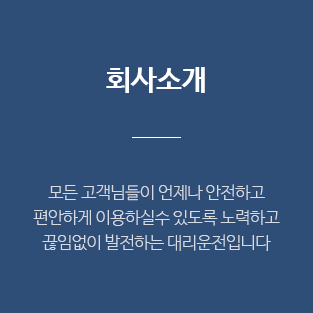 회사소개
모든 고객님들이 언제나 안전하고
편안하게 이용하실수 있도록 노력하고
끊임없이 발전하는 대리운전입니다